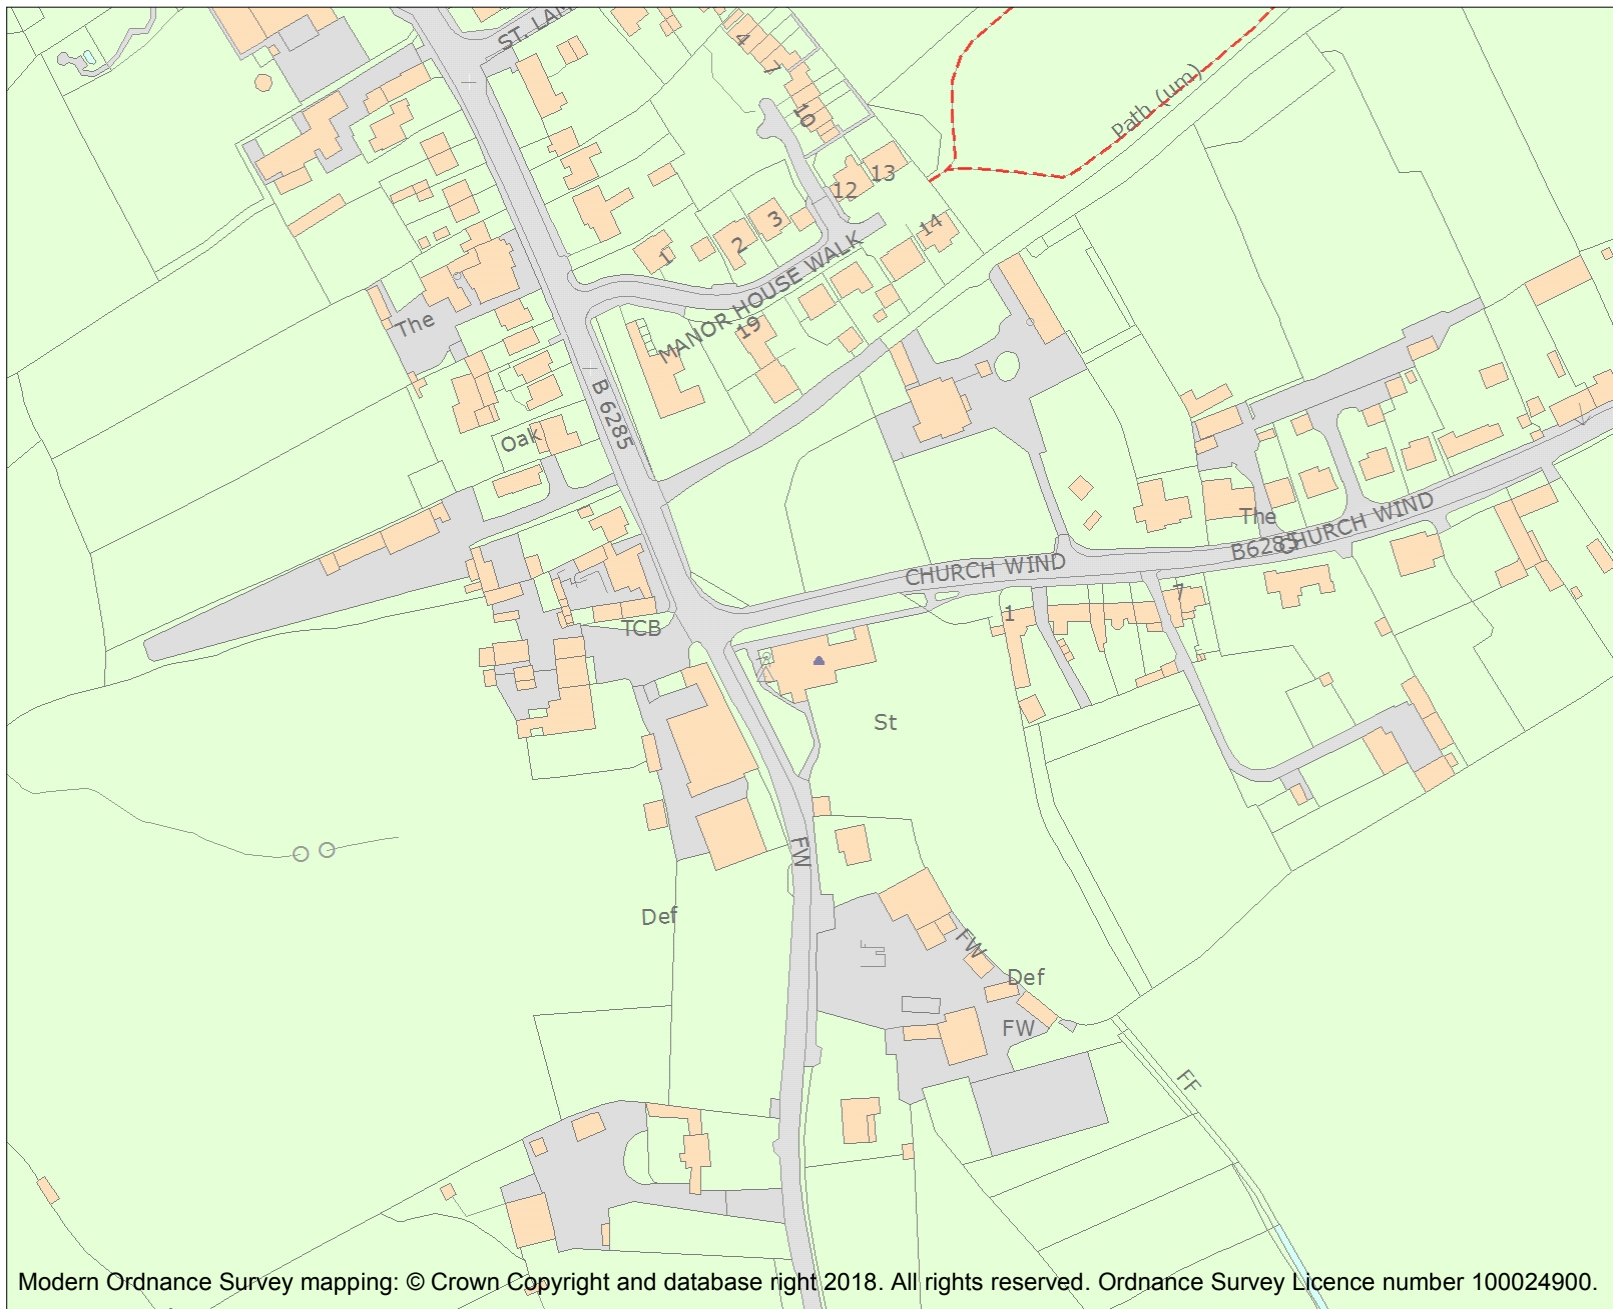 ST. LAM
4
7
10
Path (um)
13
12
14
3
2
1
MANOR HOUSE WALK
19
The
B 6285
Oak
The
CHURCH WIND
B6285
CHURCH WIND
7
1
TCB
St
FW
Def
FW
Def
FW
FF
Modern Ordnance Survey mapping: © Crown Copyright and database right 2018. All rights reserved. Ordnance Survey Licence number 100024900.